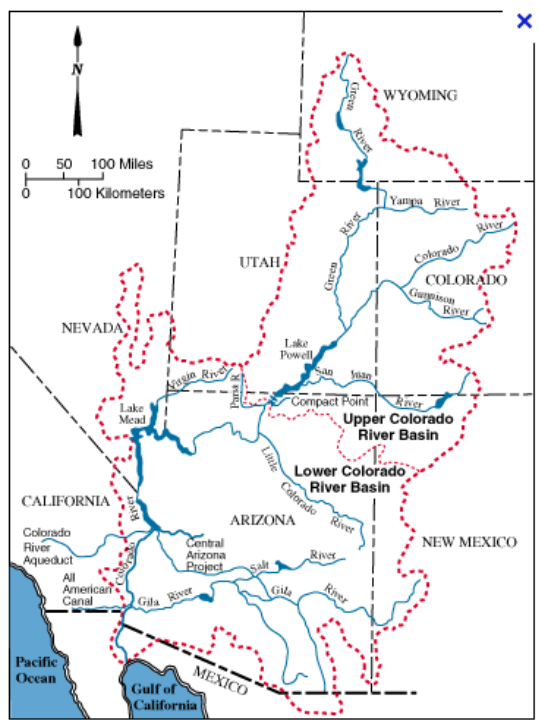 N
WYOMING
Green
River
0 50 100 Miles
0 100 Kilometers
Yampa River
River
Colorado
COLORADO
UTAH
Green
River
Gunnison
River
NEVADA
Lake
Powell
Virgin River
Paria R.
San Juan
River
Compact Point
Lake
Mead
Upper Colorado
River Basin
Little
Colorado
River
Lower Colorado
River Basin
CALIFORNIA
River
Colorado
ARIZONA
NEW MEXICO
Colorado
River
Aqueduct
Central
Arizona
Project
Salt River
All
American
Canal
Gila River
Gila River
MEXICO
Pacific
Ocean
Gulf of
California